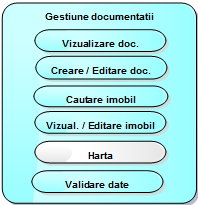 Gestiune documentatii
Vizualizare doc.
Creare / Editare doc.
Cautare imobil
Vizual. / Editare imobil
Harta
Validare date